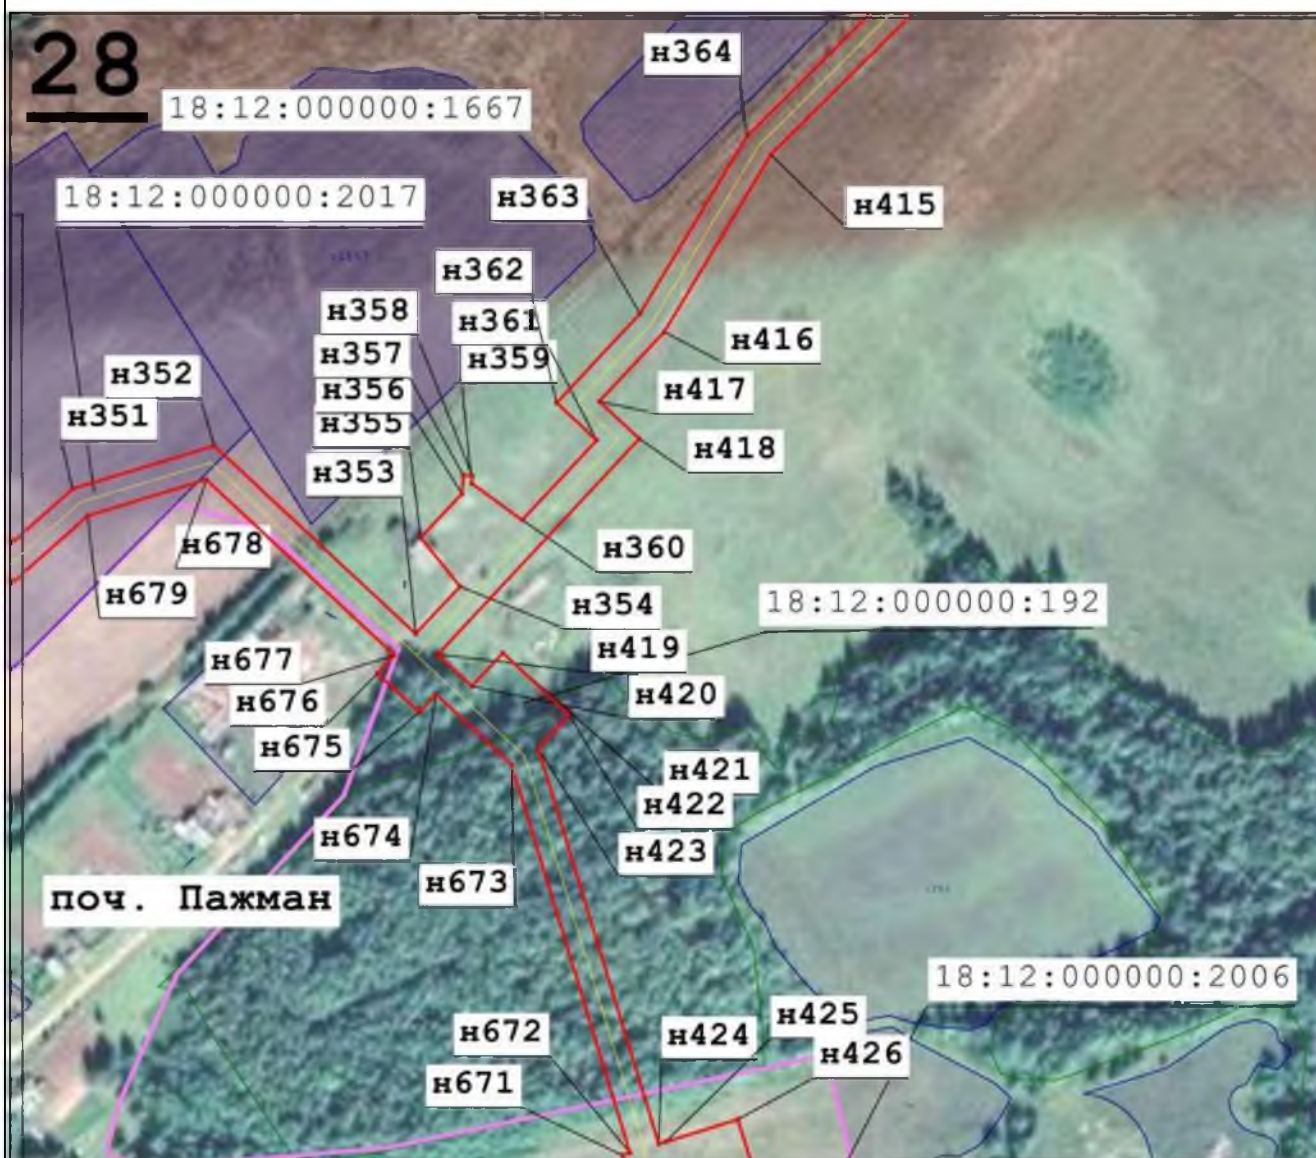 28
н364
18:12:000000:1667
18:12:000000:2017
н363
н415
н362
н358
н361
н357
н359
н416
н352
н356
н417
н351
н355
н418
н353
н678
н360
н679
н354
18:12:000000:192
н677
н419
н676
н420
н675
н421
н422
н674
н423
н673
поч. Пажман
18:12:000000:2006
н425
н672
н424
н426
н671